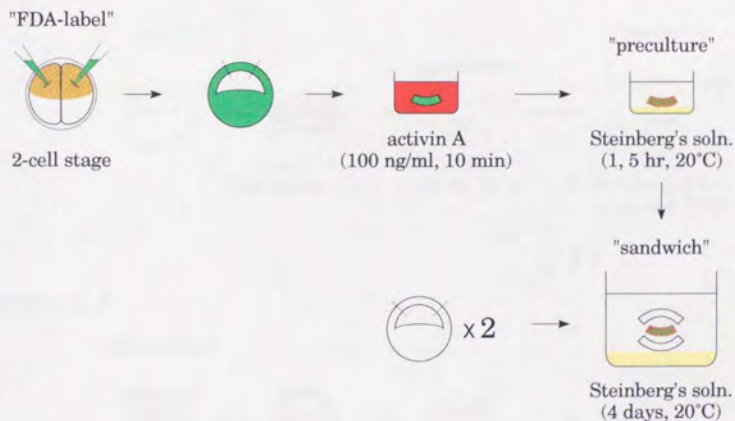 "FDA-label"
2-cell stage
activin A
(100 ng/ml, 10 min)
"preculture"
Steinberg's soln.
(1, 5 hr, 20°C)
"sandwich"
x2
Steinberg's soln.
(4 days, 20°C)